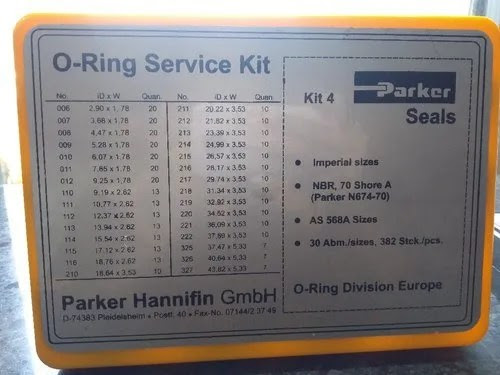 O-Ring Service Kit
No. iD x W Quan. No. iD x W Quen
006 2.90 x 1.78 20 211 20.22 x 3.53 10
007 3.68 x 1.78 20 212 21.82 x 3.53 10
008 4.47 x 1.78 20 213 23.39 x 3.53 10
009 5.28 x 1.78 20 214 24.99 x 3.53 10
010 6.07 x 1.78 20 215 26.57 x 3.53 10
011 7.65 x 1.78 20 216 28.17 x 3.53 10
012 9.25 x 1.78 20 217 29.74 x 3.53 10
110 9.19 x 2.62 13 218 31.34 x 3.53 10
111 10.77 x 2.62 13 219 32.92 x 3.53 10
112 12.37 x 2.62 13 220 34.52 x 3.53 10
113 13.94 x 2.62 13 221 36.09 x 3.53 10
114 15.54 x 2.62 13 222 37.69 x 3.53 10
115 17.12 x 2.62 13 325 37.47 x 5.33 7
116 18.76 x 2.62 13 326 40.64 x 5.33 7
210 18.64 x 3.53 10 327 43.82 x 5.33 7
Parker Hannifin GmbH
D-74383 Pleidelsheim • Postf. 40 • Fax-No. 07144/2 37 49
Kit 4
Parker
Seals
• Imperial sizes
• NBR, 70 Shore A
(Parker N674-70)
• AS 568A Sizes
• 30 Abm./sizes, 382 Stck./pcs.
O-Ring Division Europe